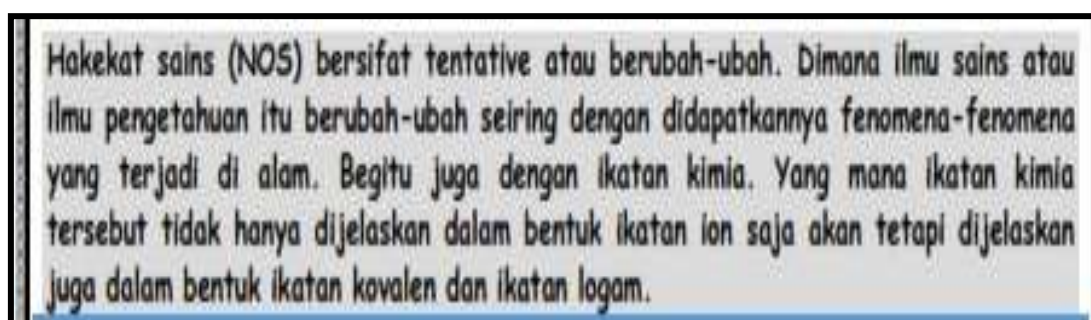 Hakekat sains (NOS) bersifat tentative atau berubah-ubah. Dimana ilmu sains atau
ilmu pengetahuan itu berubah-ubah seiring dengan didapatkannya fenomena-fenomena
yang terjadi di alam. Begitu juga dengan ikatan kimia. Yang mana ikatan kimia
tersebut tidak hanya dijelaskan dalam bentuk ikatan ion saja akan tetapi dijelaskan
juga dalam bentuk ikatan kovalen dan ikatan logam.